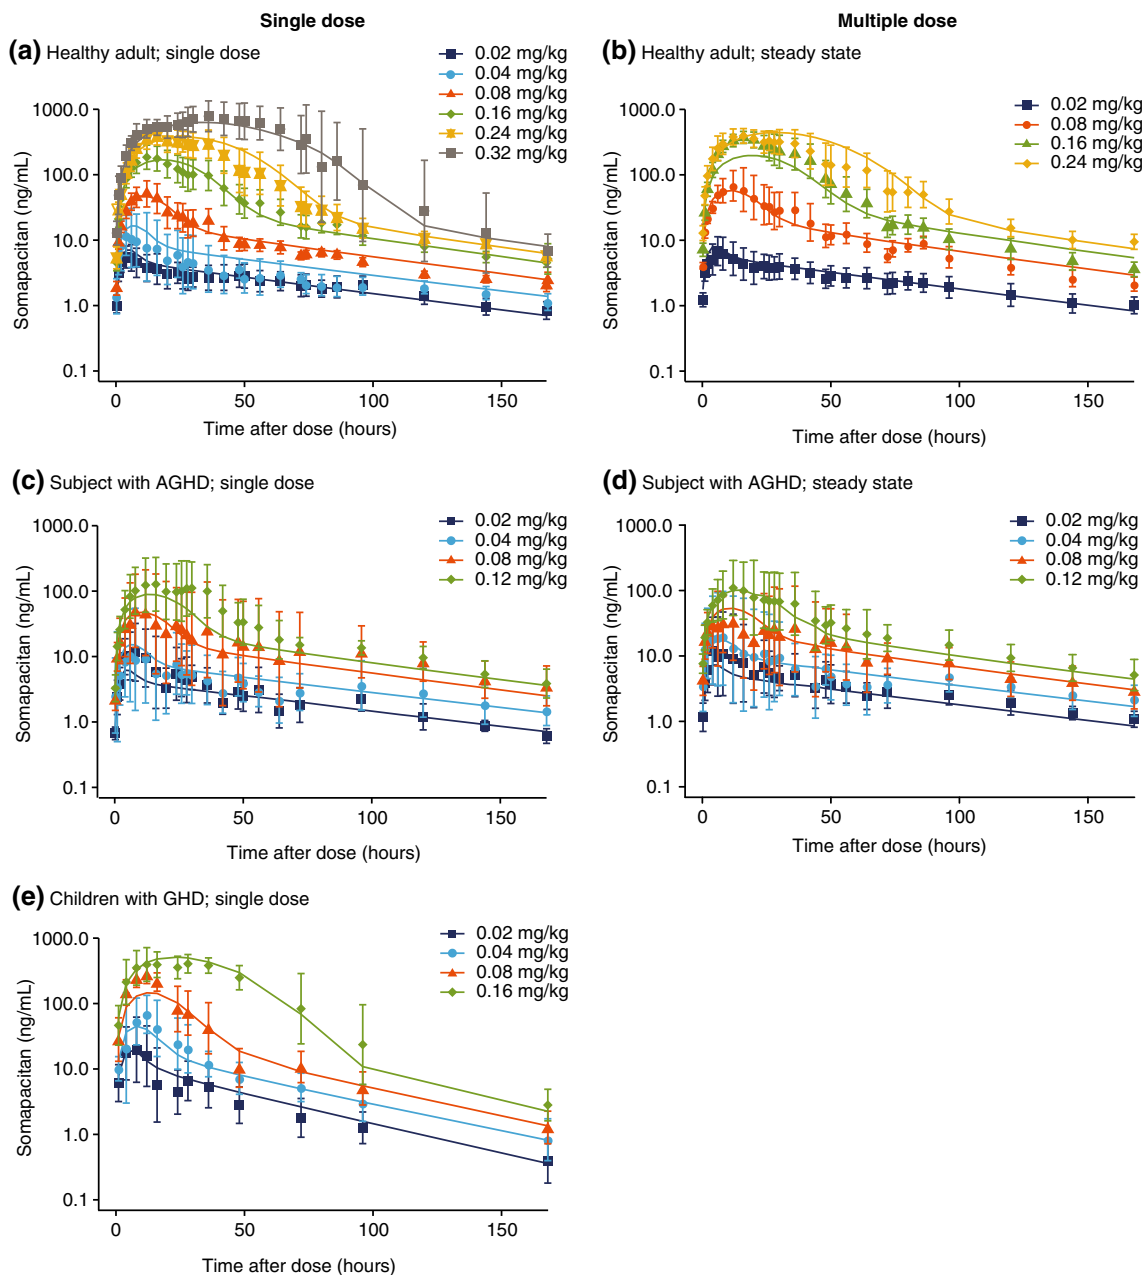 Single dose
Multiple dose
(a) Healthy adult; single dose
0.02 mg/kg
0.04 mg/kg
0.08 mg/kg
0.16 mg/kg
0.24 mg/kg
0.32 mg/kg
Somapacitan (ng/mL)
1000.0
100.0
10.0
1.0
0.1
0 50 100 150
Time after dose (hours)
(b) Healthy adult; steady state
0.02 mg/kg
0.08 mg/kg
0.16 mg/kg
0.24 mg/kg
Somapacitan (ng/mL)
1000.0
100.0
10.0
1.0
0.1
0 50 100 150
Time after dose (hours)
(c) Subject with AGHD; single dose
0.02 mg/kg
0.04 mg/kg
0.08 mg/kg
0.12 mg/kg
Somapacitan (ng/mL)
1000.0
100.0
10.0
1.0
0.1
0 50 100 150
Time after dose (hours)
(d) Subject with AGHD; steady state
0.02 mg/kg
0.04 mg/kg
0.08 mg/kg
0.12 mg/kg
Somapacitan (ng/mL)
1000.0
100.0
10.0
1.0
0.1
0 50 100 150
Time after dose (hours)
(e) Children with GHD; single dose
0.02 mg/kg
0.04 mg/kg
0.08 mg/kg
0.16 mg/kg
Somapacitan (ng/mL)
1000.0
100.0
10.0
1.0
0.1
0 50 100 150
Time after dose (hours)